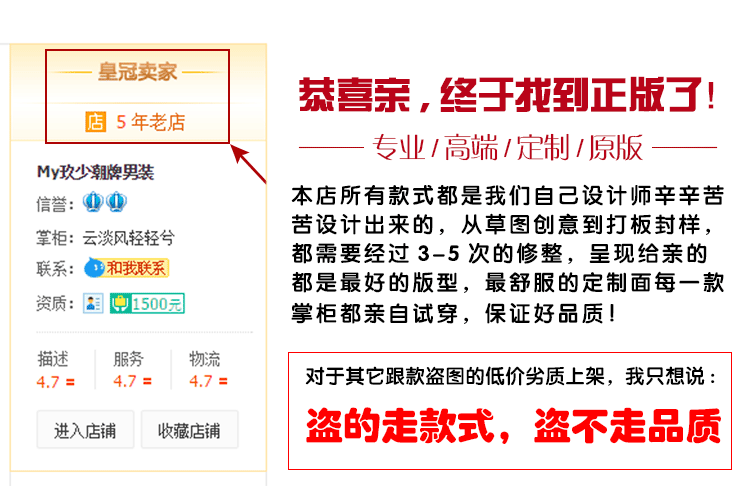 皇冠卖家
店 5 年老店
My玫少潮牌男装
信誉：
掌柜：云淡风轻轻兮
联系：和我联系
资质：1500元
描述 服务 物流
4.7 = 4.7 = 4.7 =
进入店铺 收藏店铺
恭喜亲，终于找到正版了!
专业 / 高端 / 定制 / 原版
本店所有款式都是我们自己设计师辛辛苦
苦设计出来的，从草图创意到打板封样，
都需要经过 3-5 次的修整，呈现给亲的
都是最好的版型，最舒服的定制面每一款
掌柜都亲自试穿，保证好品质！
对于其它跟款盗图的低价劣质上架，我只想说：
盗的走款式，盗不走品质